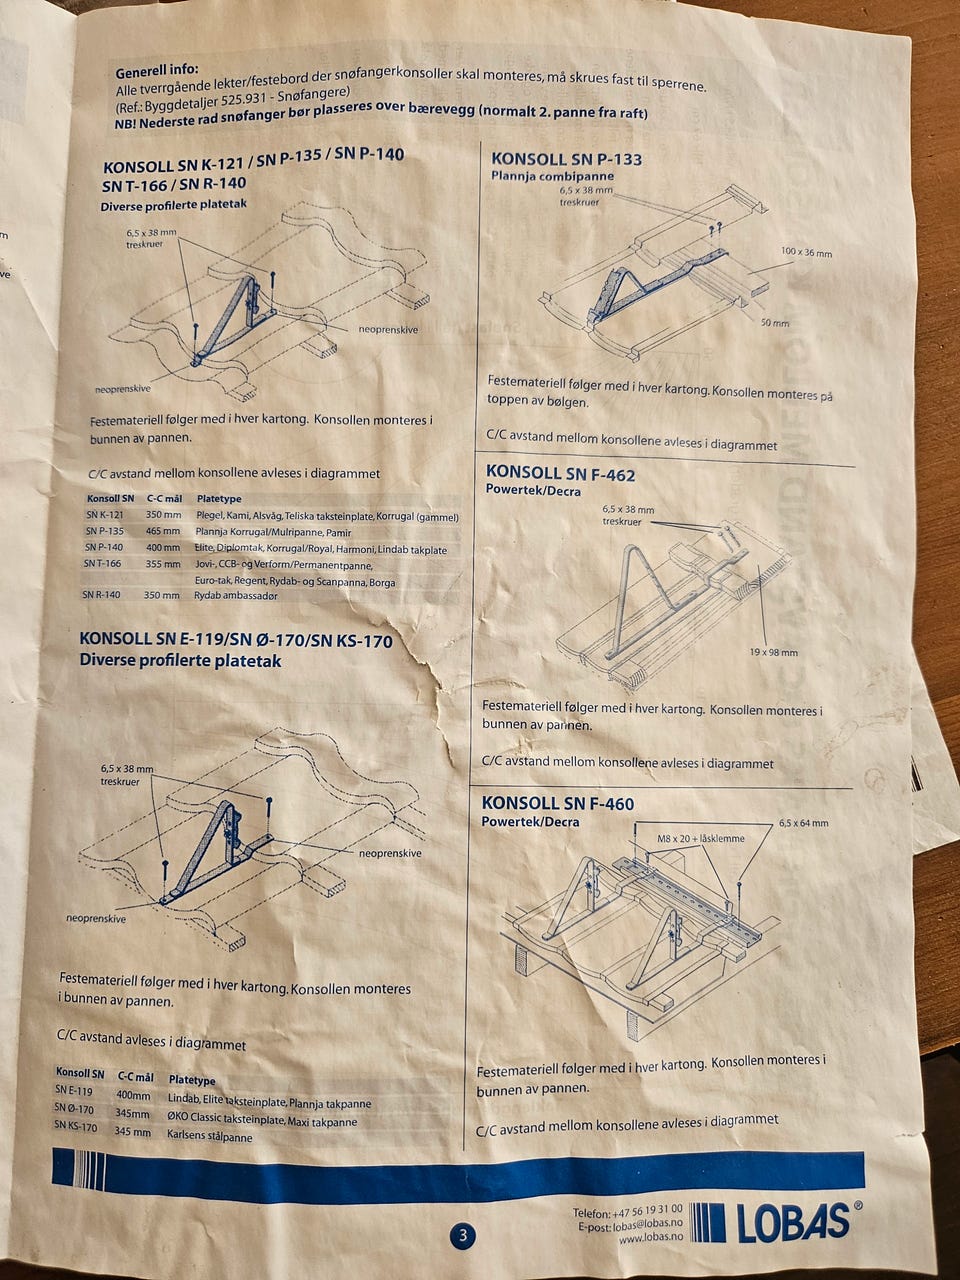 Generell info:
Alle tverrgående lekter/festebord der snøfangerkonsoller skal monteres, må skrues fast til sperrene.
(Ref.: Byggdetaljer 525.931 - Snøfangere)
NB! Nederste rad snøfanger bør plasseres over bærevegg (normalt 2. panne fra raft)
KONSOLL SN K-121 / SN P-135 / SN P-140
SN T-166 / SN R-140
Diverse profilerte platetak
6,5 x 38 mm
treskruer
neoprenskive
neoprenskive
Festemateriell følger med i hver kartong. Konsollen monteres i
bunnen av pannen.
C/C avstand mellom konsollene avleses i diagrammet
Konsoll SN C-C mål Platetype
SN K-121 350 mm Plegel, Kami, Alsvåg, Teliska taksteinplate, Korrugal (gammel)
SN P-135 465 mm Plannja Korrugal/Mulripanne, Pamir
SN P-140 400 mm Elite, Diplomtak, Korrugal/Royal, Harmoni, Lindab takplate
SN T-166 355 mm Jovi-, CCB- og Verform/Permanentpanne,
Euro-tak, Regent, Rydab- og Scanpanna, Borga
SN R-140 350 mm Rydab ambassadør
KONSOLL SN E-119/SN Ø-170/SN KS-170
Diverse profilerte platetak
6,5 x 38 mm
treskruer
neoprenskive
neoprenskive
Festemateriell følger med i hver kartong. Konsollen monteres
i bunnen av pannen.
C/C avstand avleses i diagrammet
Konsoll SN C-C mål Platetype
SN E-119 400mm Lindab, Elite taksteinplate, Plannja takpanne
SN Ø-170 345mm ØKO Classic taksteinplate, Maxi takpanne
SN KS-170 345 mm Karlsens stålpanne
KONSOLL SN P-133
Plannja combipanne
6,5 x 38 mm
treskruer
100 x 36 mm
50 mm
Festemateriell følger med i hver kartong. Konsollen monteres på
toppen av bølgen.
C/C avstand mellom konsollene avleses i diagrammet
KONSOLL SN F-462
Powertek/Decra
6,5 x 38 mm
treskruer
19 x 98 mm
Festemateriell følger med i hver kartong. Konsollen monteres i
bunnen av pannen.
C/C avstand mellom konsollene avleses i diagrammet
KONSOLL SN F-460
Powertek/Decra
6,5 x 64 mm
M8 x 20 + låsklemme
Festemateriell følger med i hver kartong. Konsollen monteres i
bunnen av pannen.
C/C avstand mellom konsollene avleses i diagrammet
3
Telefon: +47 56 19 31 00
E-post: lobas@lobas.no
www.lobas.no
LOBAS®